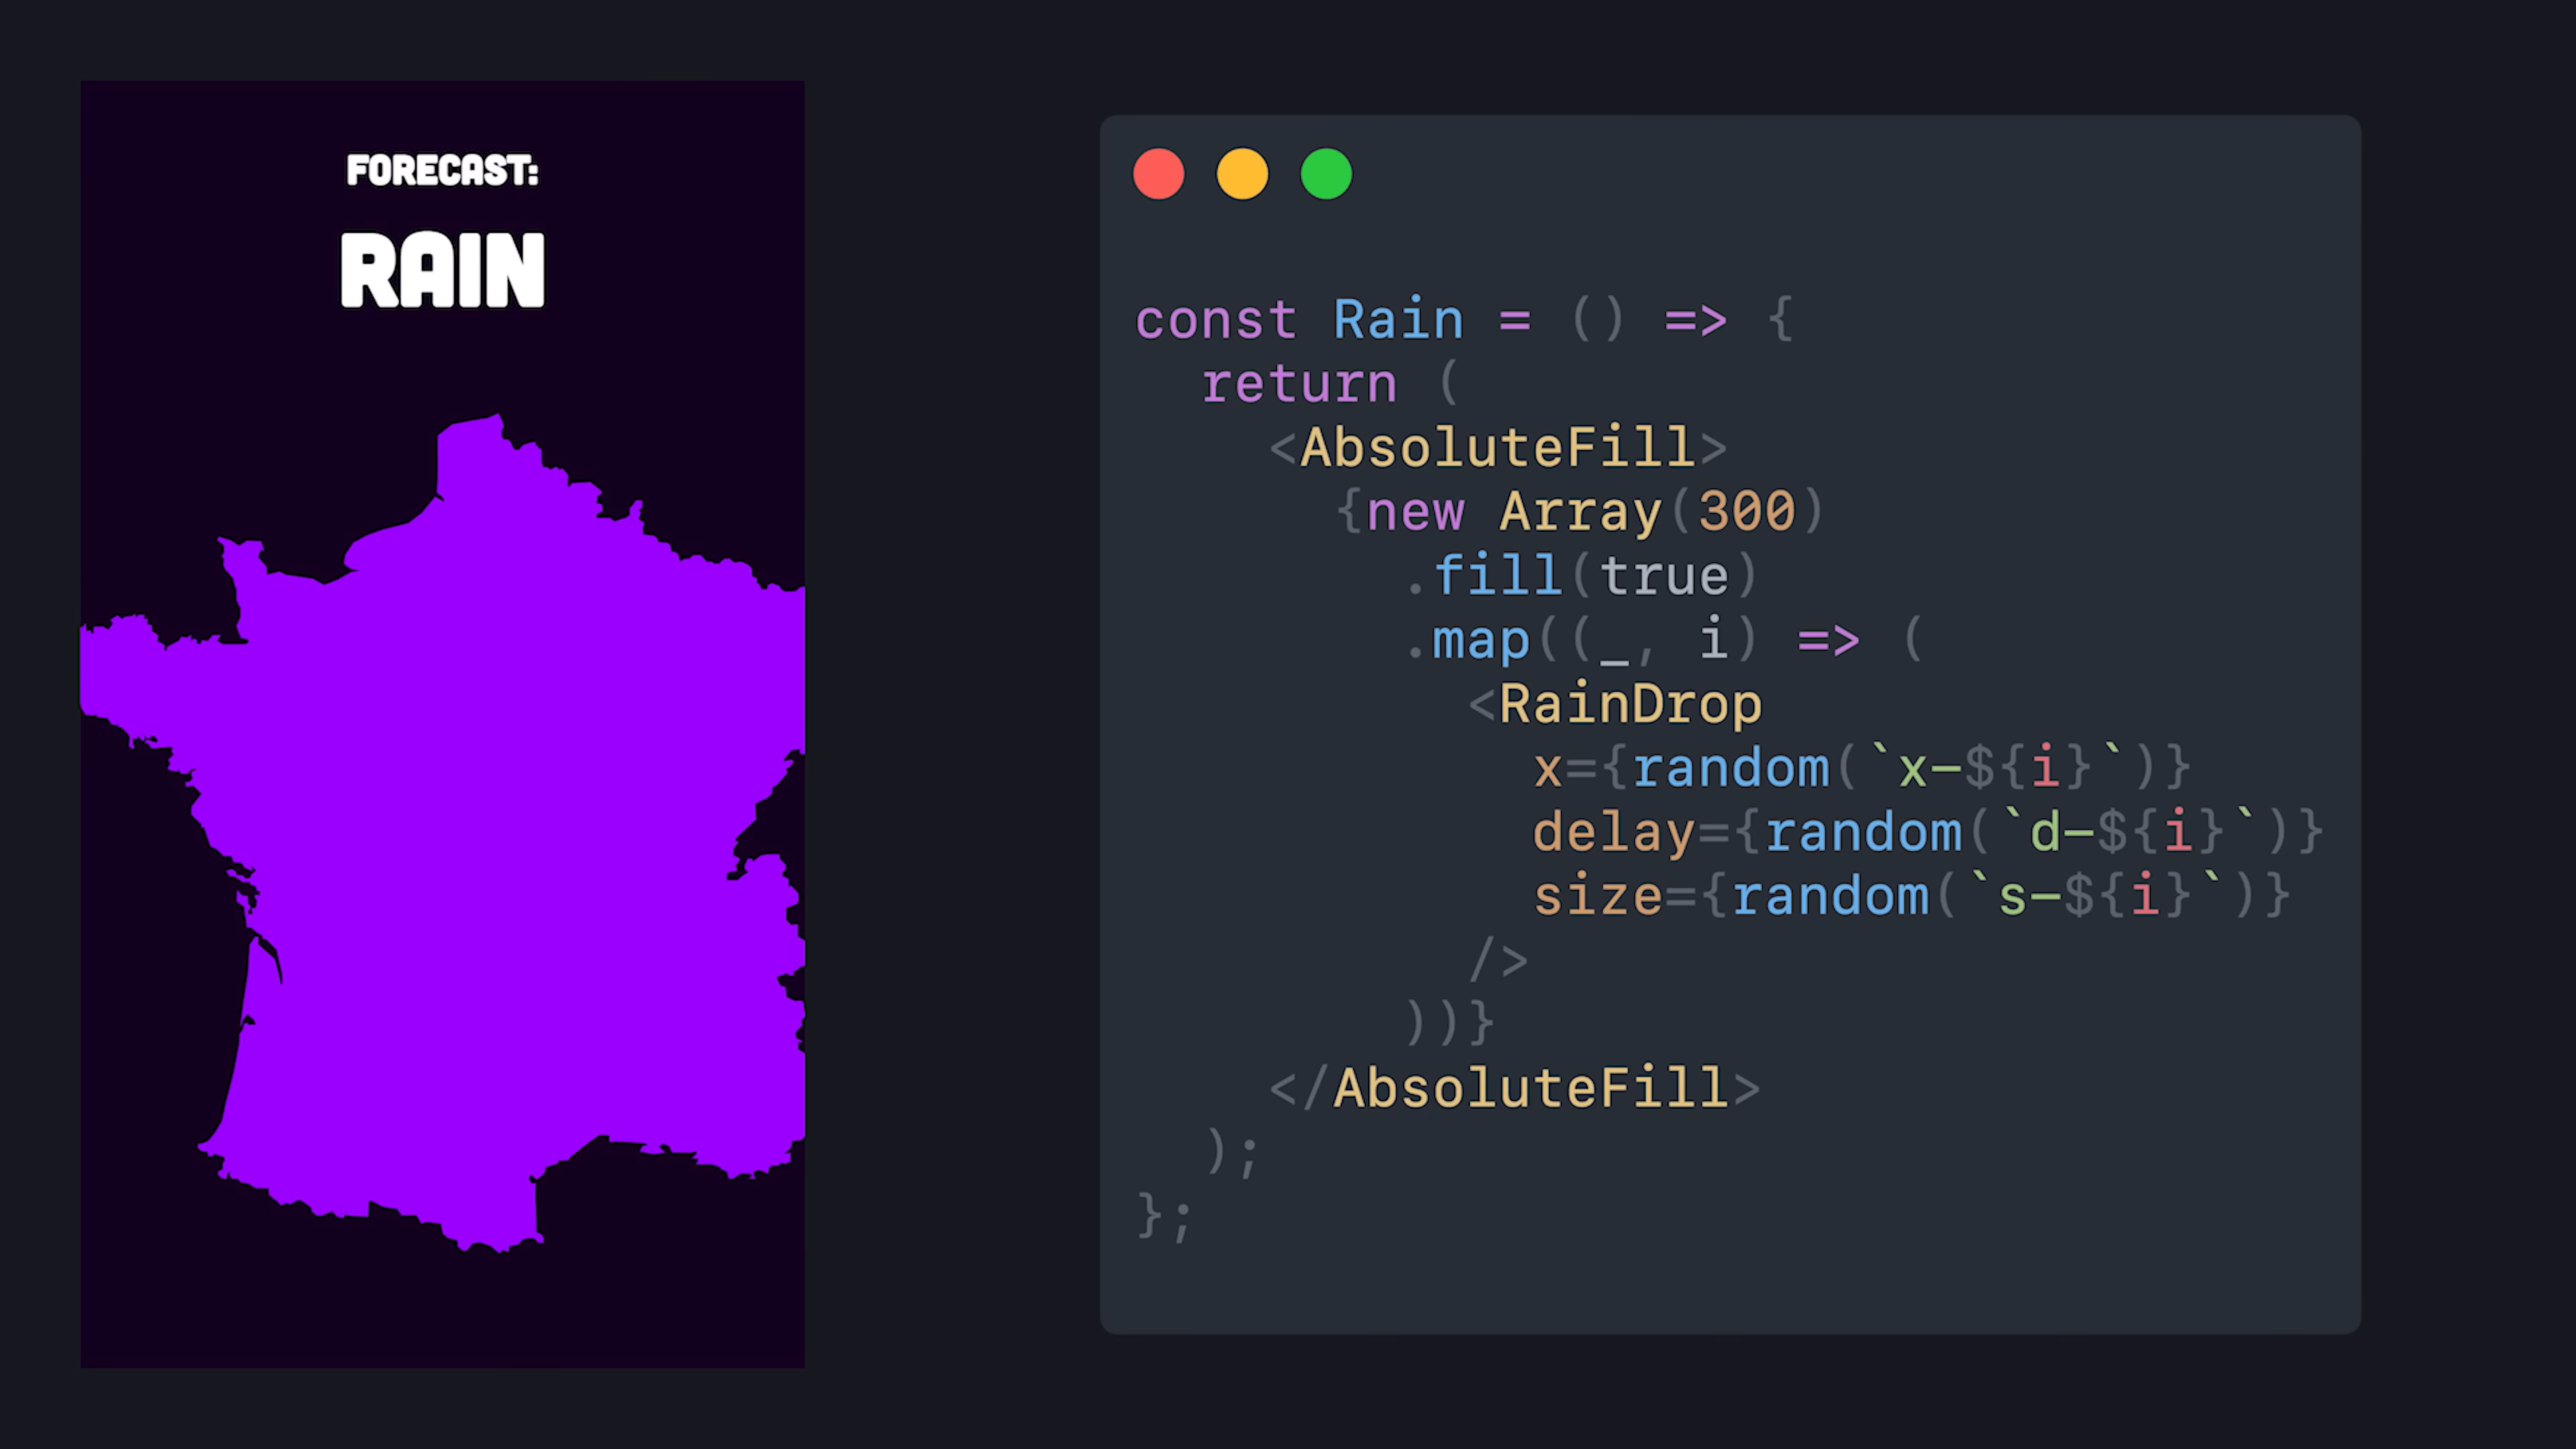 FORECAST:
RAIN
const Rain = () => {
  return (
    <AbsoluteFill>
      {new Array(300)
        .fill(true)
        .map((_, i) => (
          <RainDrop
            x={random(`x-${i}`)}
            delay={random(`d-${i}`)}
            size={random(`s-${i}`)}
          />
        ))}
    </AbsoluteFill>
  );
};